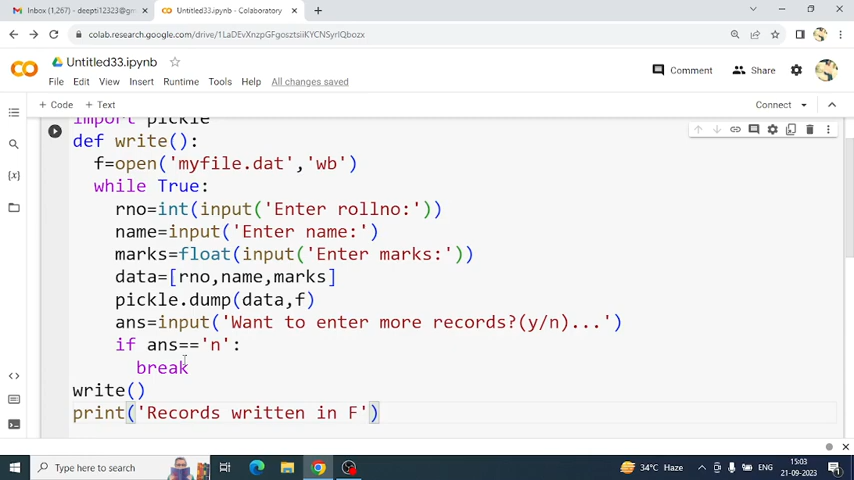 Inbox (1,267) - deepti12323@gm
Untitled33.ipynb - Colaboratory
colab.research.google.com/drive/1LaDEvXnzpGFgosztsiiKYCNSyrlQbozx
Untitled33.ipynb
File Edit View Insert Runtime Tools Help All changes saved
Comment Share
+ Code + Text
Connect
import pickle
def write():
f=open('myfile.dat','wb')
while True:
rno=int(input('Enter rollno:'))
name=input('Enter name:')
marks=float(input('Enter marks:'))
data=[rno,name,marks]
pickle.dump(data,f)
ans=input('Want to enter more records?(y/n)...')
if ans=='n':
break
write()
print('Records written in F')
Type here to search
34°C Haze
ENG
15:03
21-09-2023